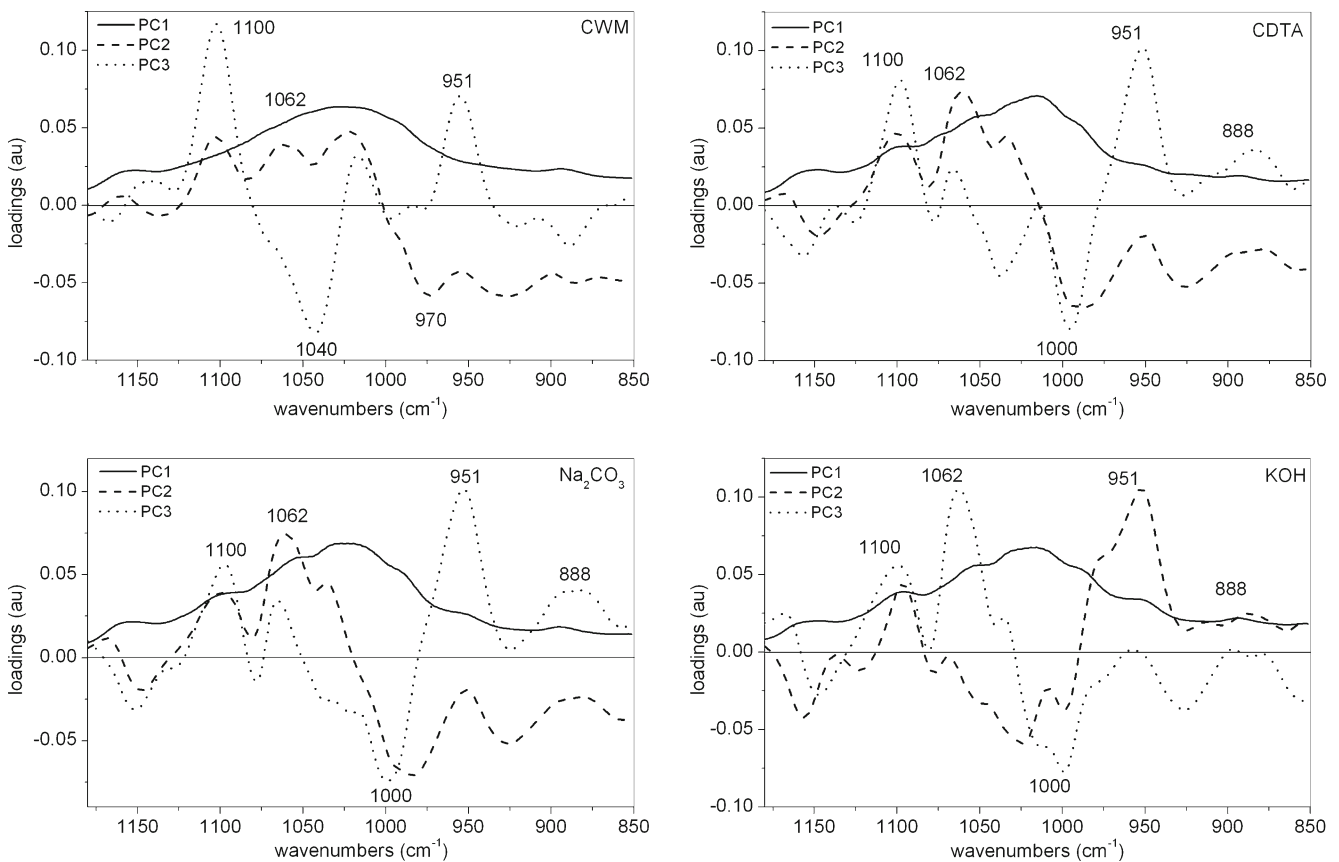 CWM
PC1
PC2
PC3
1100
1062
951
970
1040
0.10
0.05
0.00
-0.05
-0.10
loadings (au)
1150 1100 1050 1000 950 900 850
wavenumbers (cm⁻¹)
CDTA
PC1
PC2
PC3
951
1100 1062
888
1000
0.10
0.05
0.00
-0.05
-0.10
loadings (au)
1150 1100 1050 1000 950 900 850
wavenumbers (cm⁻¹)
Na₂CO₃
PC1
PC2
PC3
951
1062
1100
888
1000
0.10
0.05
0.00
-0.05
loadings (au)
1150 1100 1050 1000 950 900 850
wavenumbers (cm⁻¹)
KOH
PC1
PC2
PC3
1062 951
1100
888
1000
0.10
0.05
0.00
-0.05
-0.10
loadings (au)
1150 1100 1050 1000 950 900 850
wavenumbers (cm⁻¹)